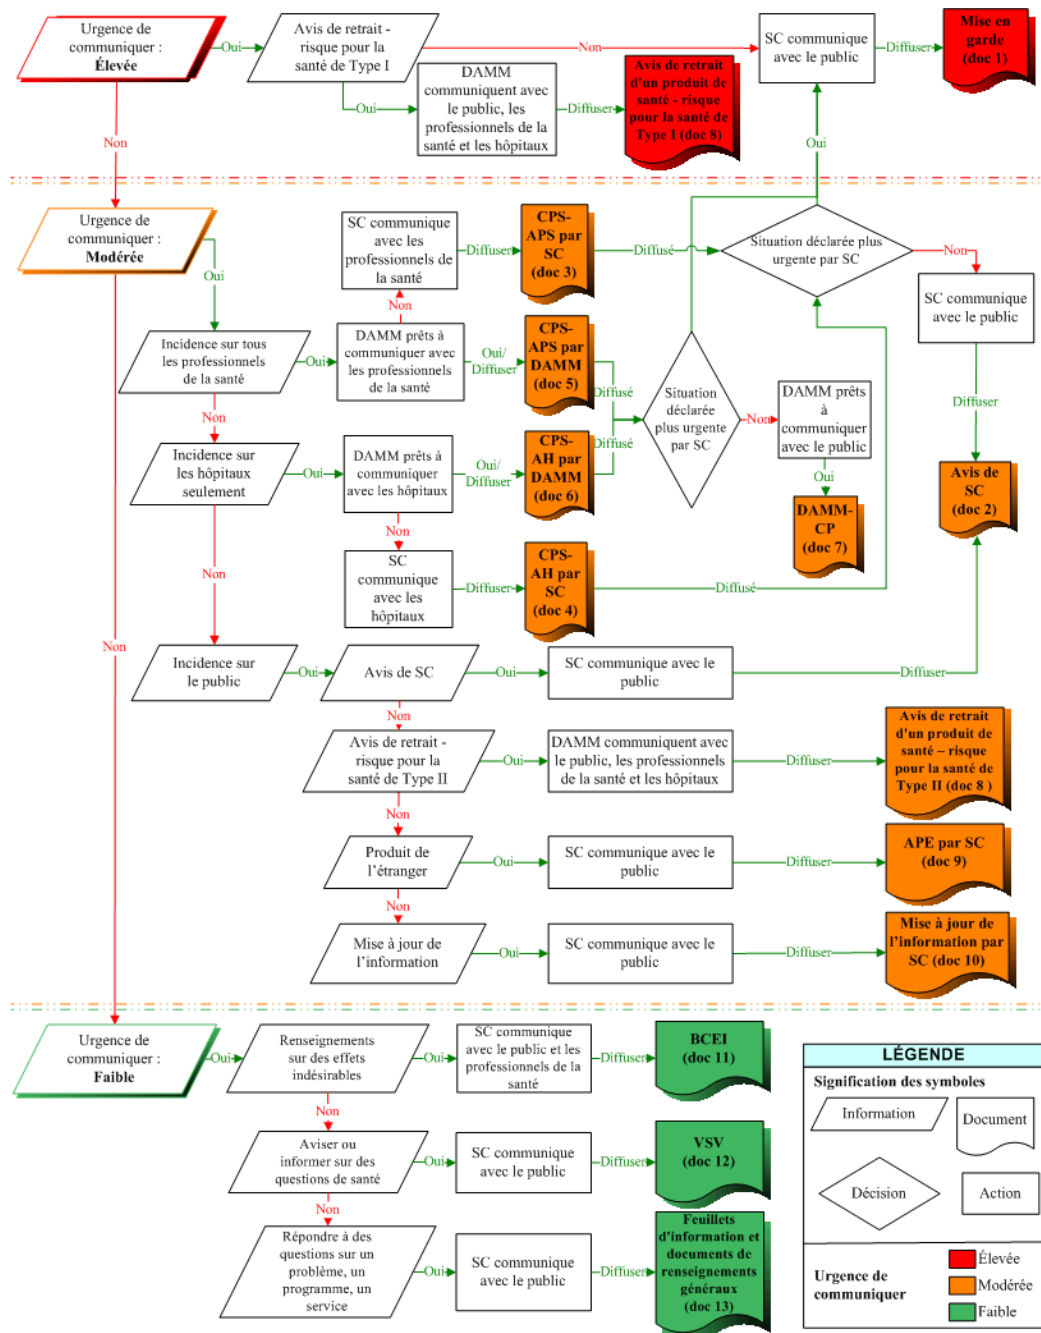 Urgence de
communiquer :
Élevée
Oui
Avis de retrait -
risque pour la
santé de Type I
Non
SC communique
avec le public
Diffuser
Mise en
garde
(doc 1)
Oui
DAMM
communiquent avec
le public, les
professionnels de la
santé et les hôpitaux
Diffuser
Avis de retrait
d'un produit de
santé - risque
pour la santé de
Type I (doc 8)
Non
Oui
Urgence de
communiquer :
Modérée
Oui
SC communique
avec les
professionnels de
la santé
Diffuser
CPS-
APS par
SC
(doc 3)
Diffusé
Situation déclarée plus
urgente par SC
Non
SC communique
avec le public
Non
Incidence sur tous
les professionnels
de la santé
Oui
DAMM prêts à
communiquer avec
les professionnels
de la santé
Oui/
Diffuser
CPS-
APS par
DAMM
(doc 5)
Diffusé
Situation
déclarée
plus urgente
par SC
Non
DAMM prêts
à
communiquer
avec le public
Diffuser
Non
Incidence sur
les hôpitaux
seulement
Oui
DAMM prêts à
communiquer
avec les hôpitaux
Oui/
Diffuser
CPS-
AH par
DAMM
(doc 6)
Diffusé
Oui
DAMM-
CP
(doc 7)
Avis de
SC
(doc 2)
Non
SC
communique
avec les
hôpitaux
Diffuser
CPS-
AH par
SC
(doc 4)
Diffusé
Non
Non
Incidence sur
le public
Oui
Avis de SC
Oui
SC communique avec le
public
Diffuser
Non
Avis de retrait -
risque pour la
santé de Type II
Oui
DAMM communiquent avec
le public, les professionnels
de la santé et les hôpitaux
Diffuser
Avis de retrait
d'un produit de
santé – risque
pour la santé de
Type II (doc 8 )
Non
Produit de
l'étranger
Oui
SC communique avec le
public
Diffuser
APE par SC
(doc 9)
Non
Mise à jour de
l'information
Oui
SC communique avec le
public
Diffuser
Mise à jour de
l'information par
SC (doc 10)
Urgence de
communiquer :
Faible
Oui
Renseignements
sur des effets
indésirables
Oui
SC communique
avec le public et les
professionnels de la
santé
Diffuser
BCEI
(doc 11)
Non
Aviser ou
informer sur des
questions de santé
Oui
SC communique
avec le public
Diffuser
VSV
(doc 12)
Non
Répondre à des
questions sur un
problème, un
programme, un
service
Oui
SC communique
avec le public
Diffuser
Feuillets
d'information et
documents de
renseignements
généraux
(doc 13)
LÉGENDE
Signification des symboles
Information
Document
Décision
Action
Urgence de
communiquer
Élevée
Modérée
Faible